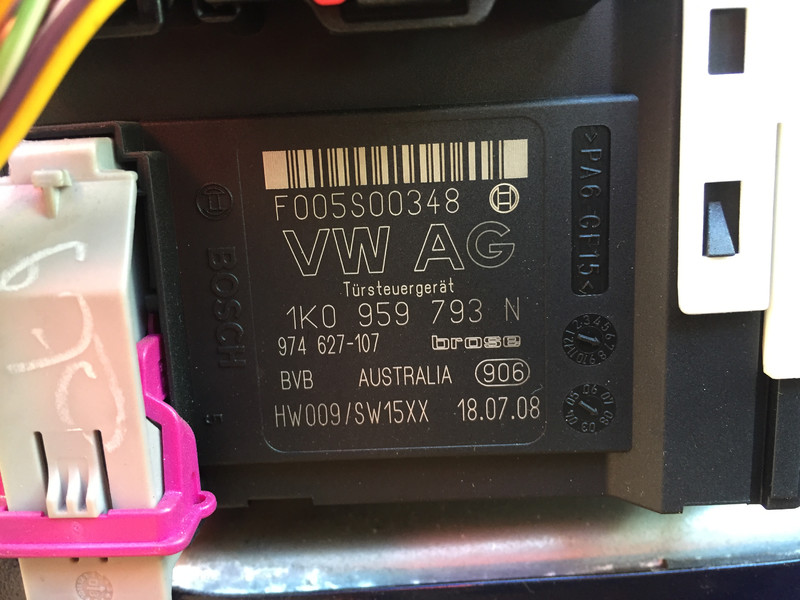 F005S00348
VW AG
Türsteuergerät
1K0 959 793 N
974 627-107 brose
BVB AUSTRALIA 906
HW009/SW15XX 18.07.08
BOSCH
>PA6-GF15<
5